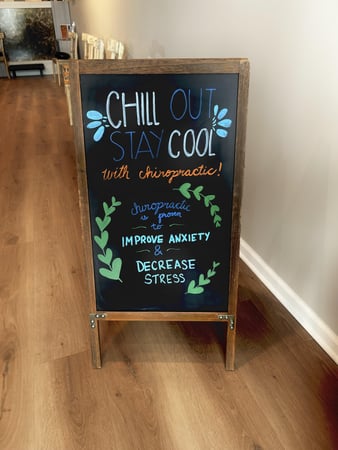 CHILL OUT
STAY COOL
with chiropractic!
chiropractic
is proven
to
IMPROVE ANXIETY
&
DECREASE
STRESS